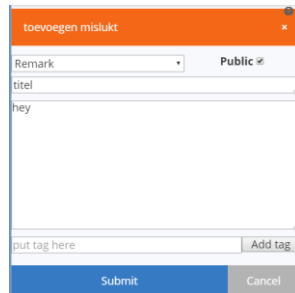 toevoegen mislukt ×
Remark Public
titel
hey
put tag here Add tag
Submit Cancel